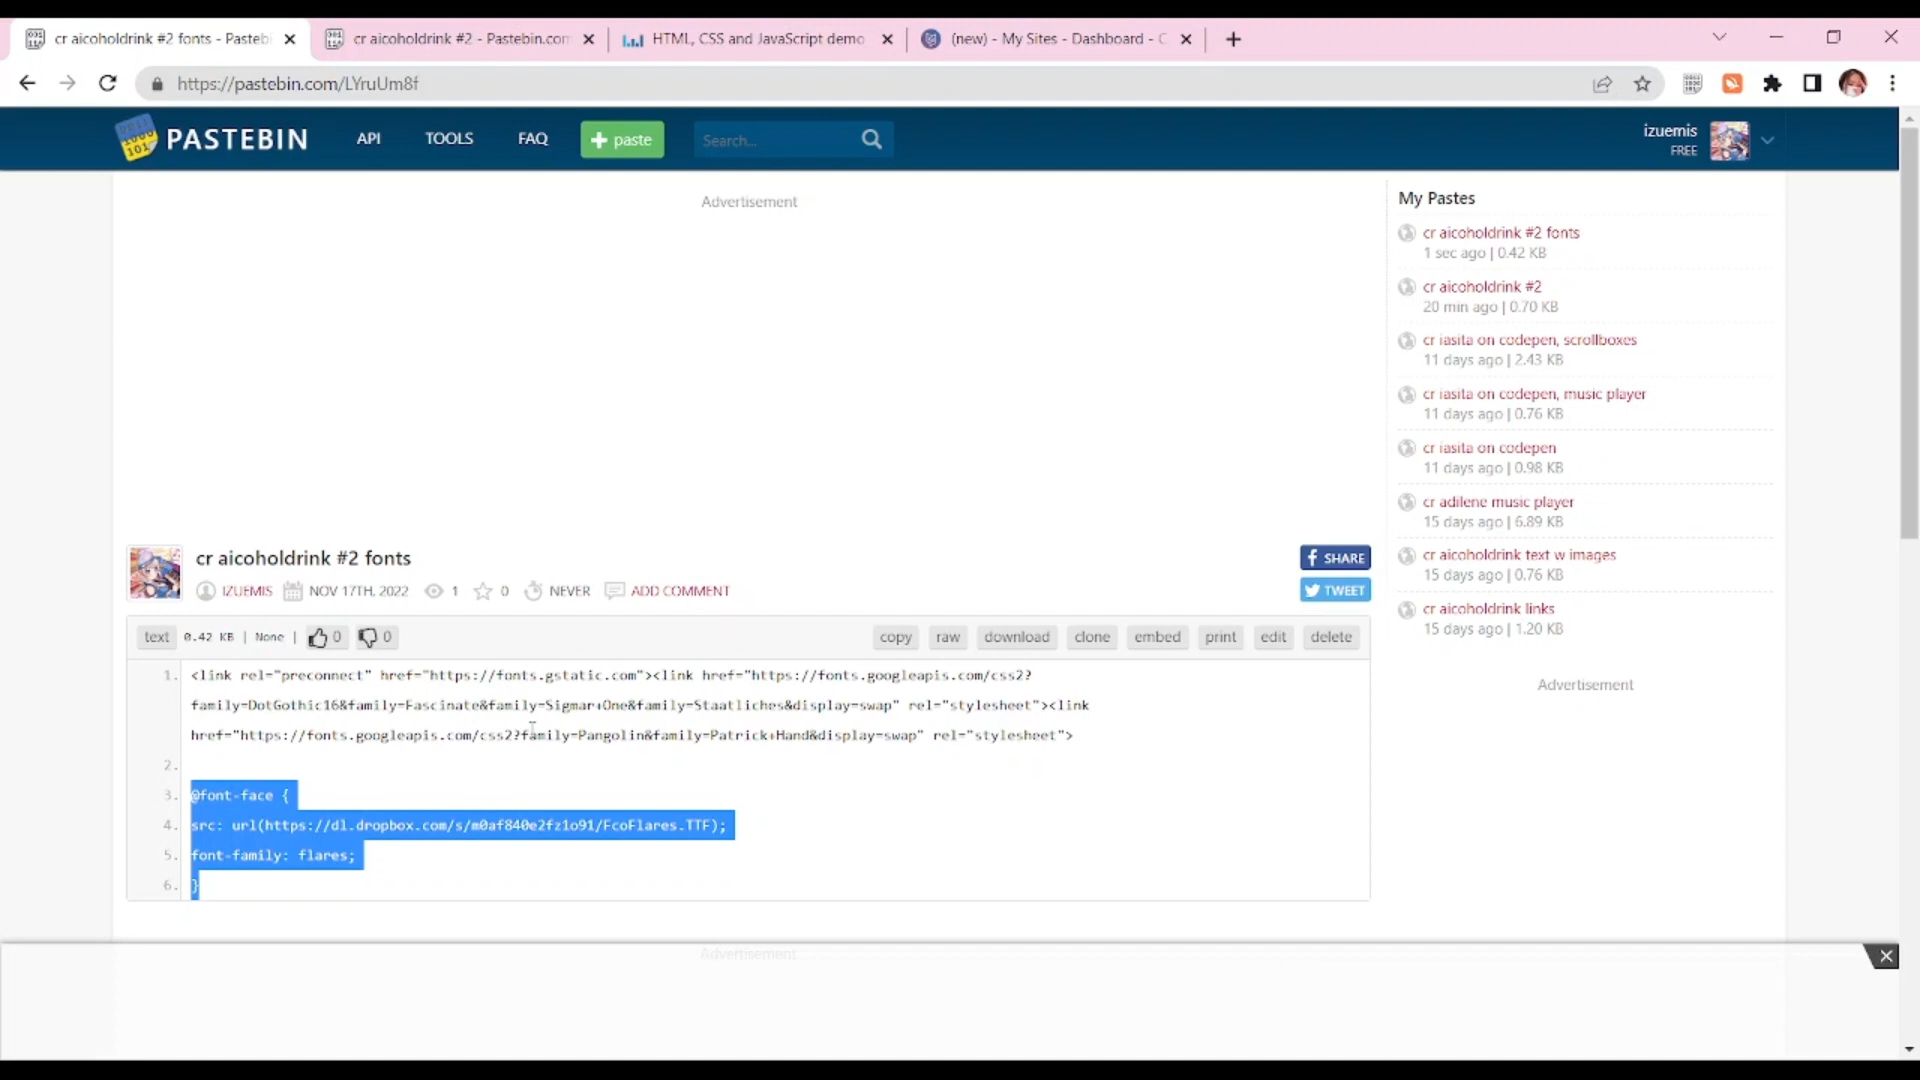 cr aicoholdrink #2 fonts - Pasteb
cr aicoholdrink #2 - Pastebin.com
HTML, CSS and JavaScript demo
(new) - My Sites - Dashboard - C
https://pastebin.com/LYruUm8f
PASTEBIN
API
TOOLS
FAQ
+ paste
Search...
izuemis
FREE
Advertisement
My Pastes
cr aicoholdrink #2 fonts
1 sec ago | 0.42 KB
cr aicoholdrink #2
20 min ago | 0.70 KB
cr iasita on codepen, scrollboxes
11 days ago | 2.43 KB
cr iasita on codepen, music player
11 days ago | 0.76 KB
cr iasita on codepen
11 days ago | 0.98 KB
cr adilene music player
15 days ago | 6.89 KB
cr aicoholdrink text w images
15 days ago | 0.76 KB
cr aicoholdrink links
15 days ago | 1.20 KB
Advertisement
cr aicoholdrink #2 fonts
IZUEMIS NOV 17TH, 2022 1 0 NEVER ADD COMMENT
SHARE
TWEET
text 0.42 KB | None | 0 0
copy raw download clone embed print edit delete
1. <link rel="preconnect" href="https://fonts.gstatic.com"><link href="https://fonts.googleapis.com/css2?
family=DotGothic16&family=Fascinate&family=Sigmar+One&family=Staatliches&display=swap" rel="stylesheet"><link
href="https://fonts.googleapis.com/css2?family=Pangolin&family=Patrick+Hand&display=swap" rel="stylesheet">
2.
3. @font-face {
4. src: url(https://dl.dropbox.com/s/m0af840e2fz1o91/FcoFlares.TTF);
5. font-family: flares;
6. }
Advertisement